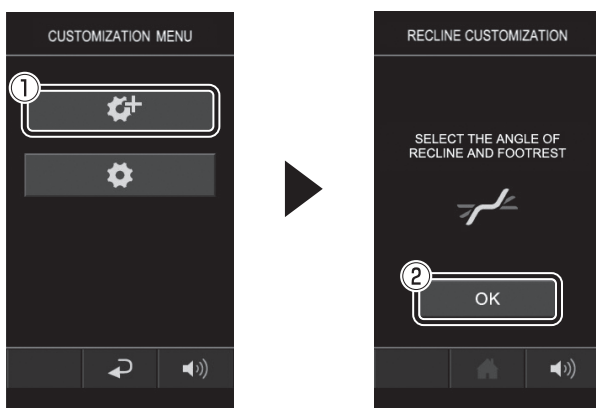 CUSTOMIZATION MENU
①
RECLINE CUSTOMIZATION
SELECT THE ANGLE OF
RECLINE AND FOOTREST
②
OK